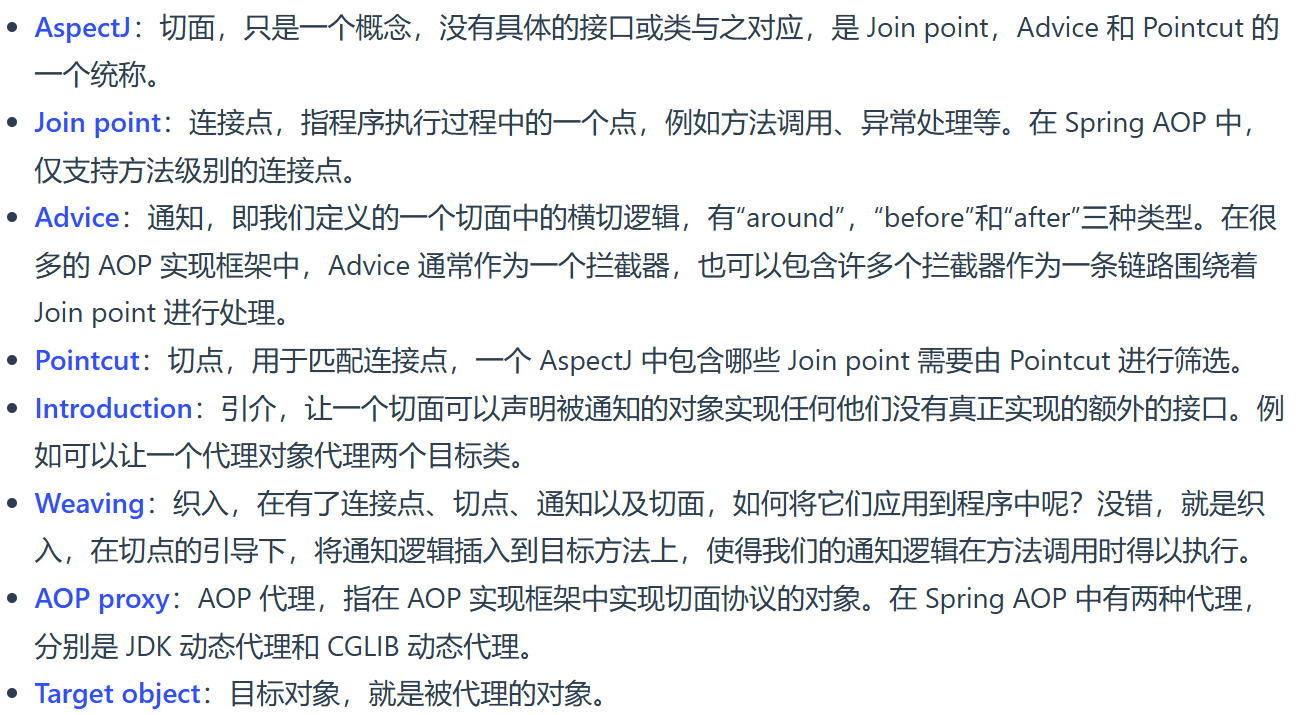 • AspectJ：切面，只是一个概念，没有具体的接口或类与之对应，是 Join point，Advice 和 Pointcut 的
一个统称。
• Join point：连接点，指程序执行过程中的一个点，例如方法调用、异常处理等。在 Spring AOP 中，
仅支持方法级别的连接点。
• Advice：通知，即我们定义的一个切面中的横切逻辑，有“around”，“before”和“after”三种类型。在很
多的 AOP 实现框架中，Advice 通常作为一个拦截器，也可以包含许多个拦截器作为一条链路围绕着
Join point 进行处理。
• Pointcut：切点，用于匹配连接点，一个 AspectJ 中包含哪些 Join point 需要由 Pointcut 进行筛选。
• Introduction：引介，让一个切面可以声明被通知的对象实现任何他们没有真正实现的额外的接口。例
如可以让一个代理对象代理两个目标类。
• Weaving：织入，在有了连接点、切点、通知以及切面，如何将它们应用到程序中呢？没错，就是织
入，在切点的引导下，将通知逻辑插入到目标方法上，使得我们的通知逻辑在方法调用时得以执行。
• AOP proxy：AOP 代理，指在 AOP 实现框架中实现切面协议的对象。在 Spring AOP 中有两种代理，
分别是 JDK 动态代理和 CGLIB 动态代理。
• Target object：目标对象，就是被代理的对象。